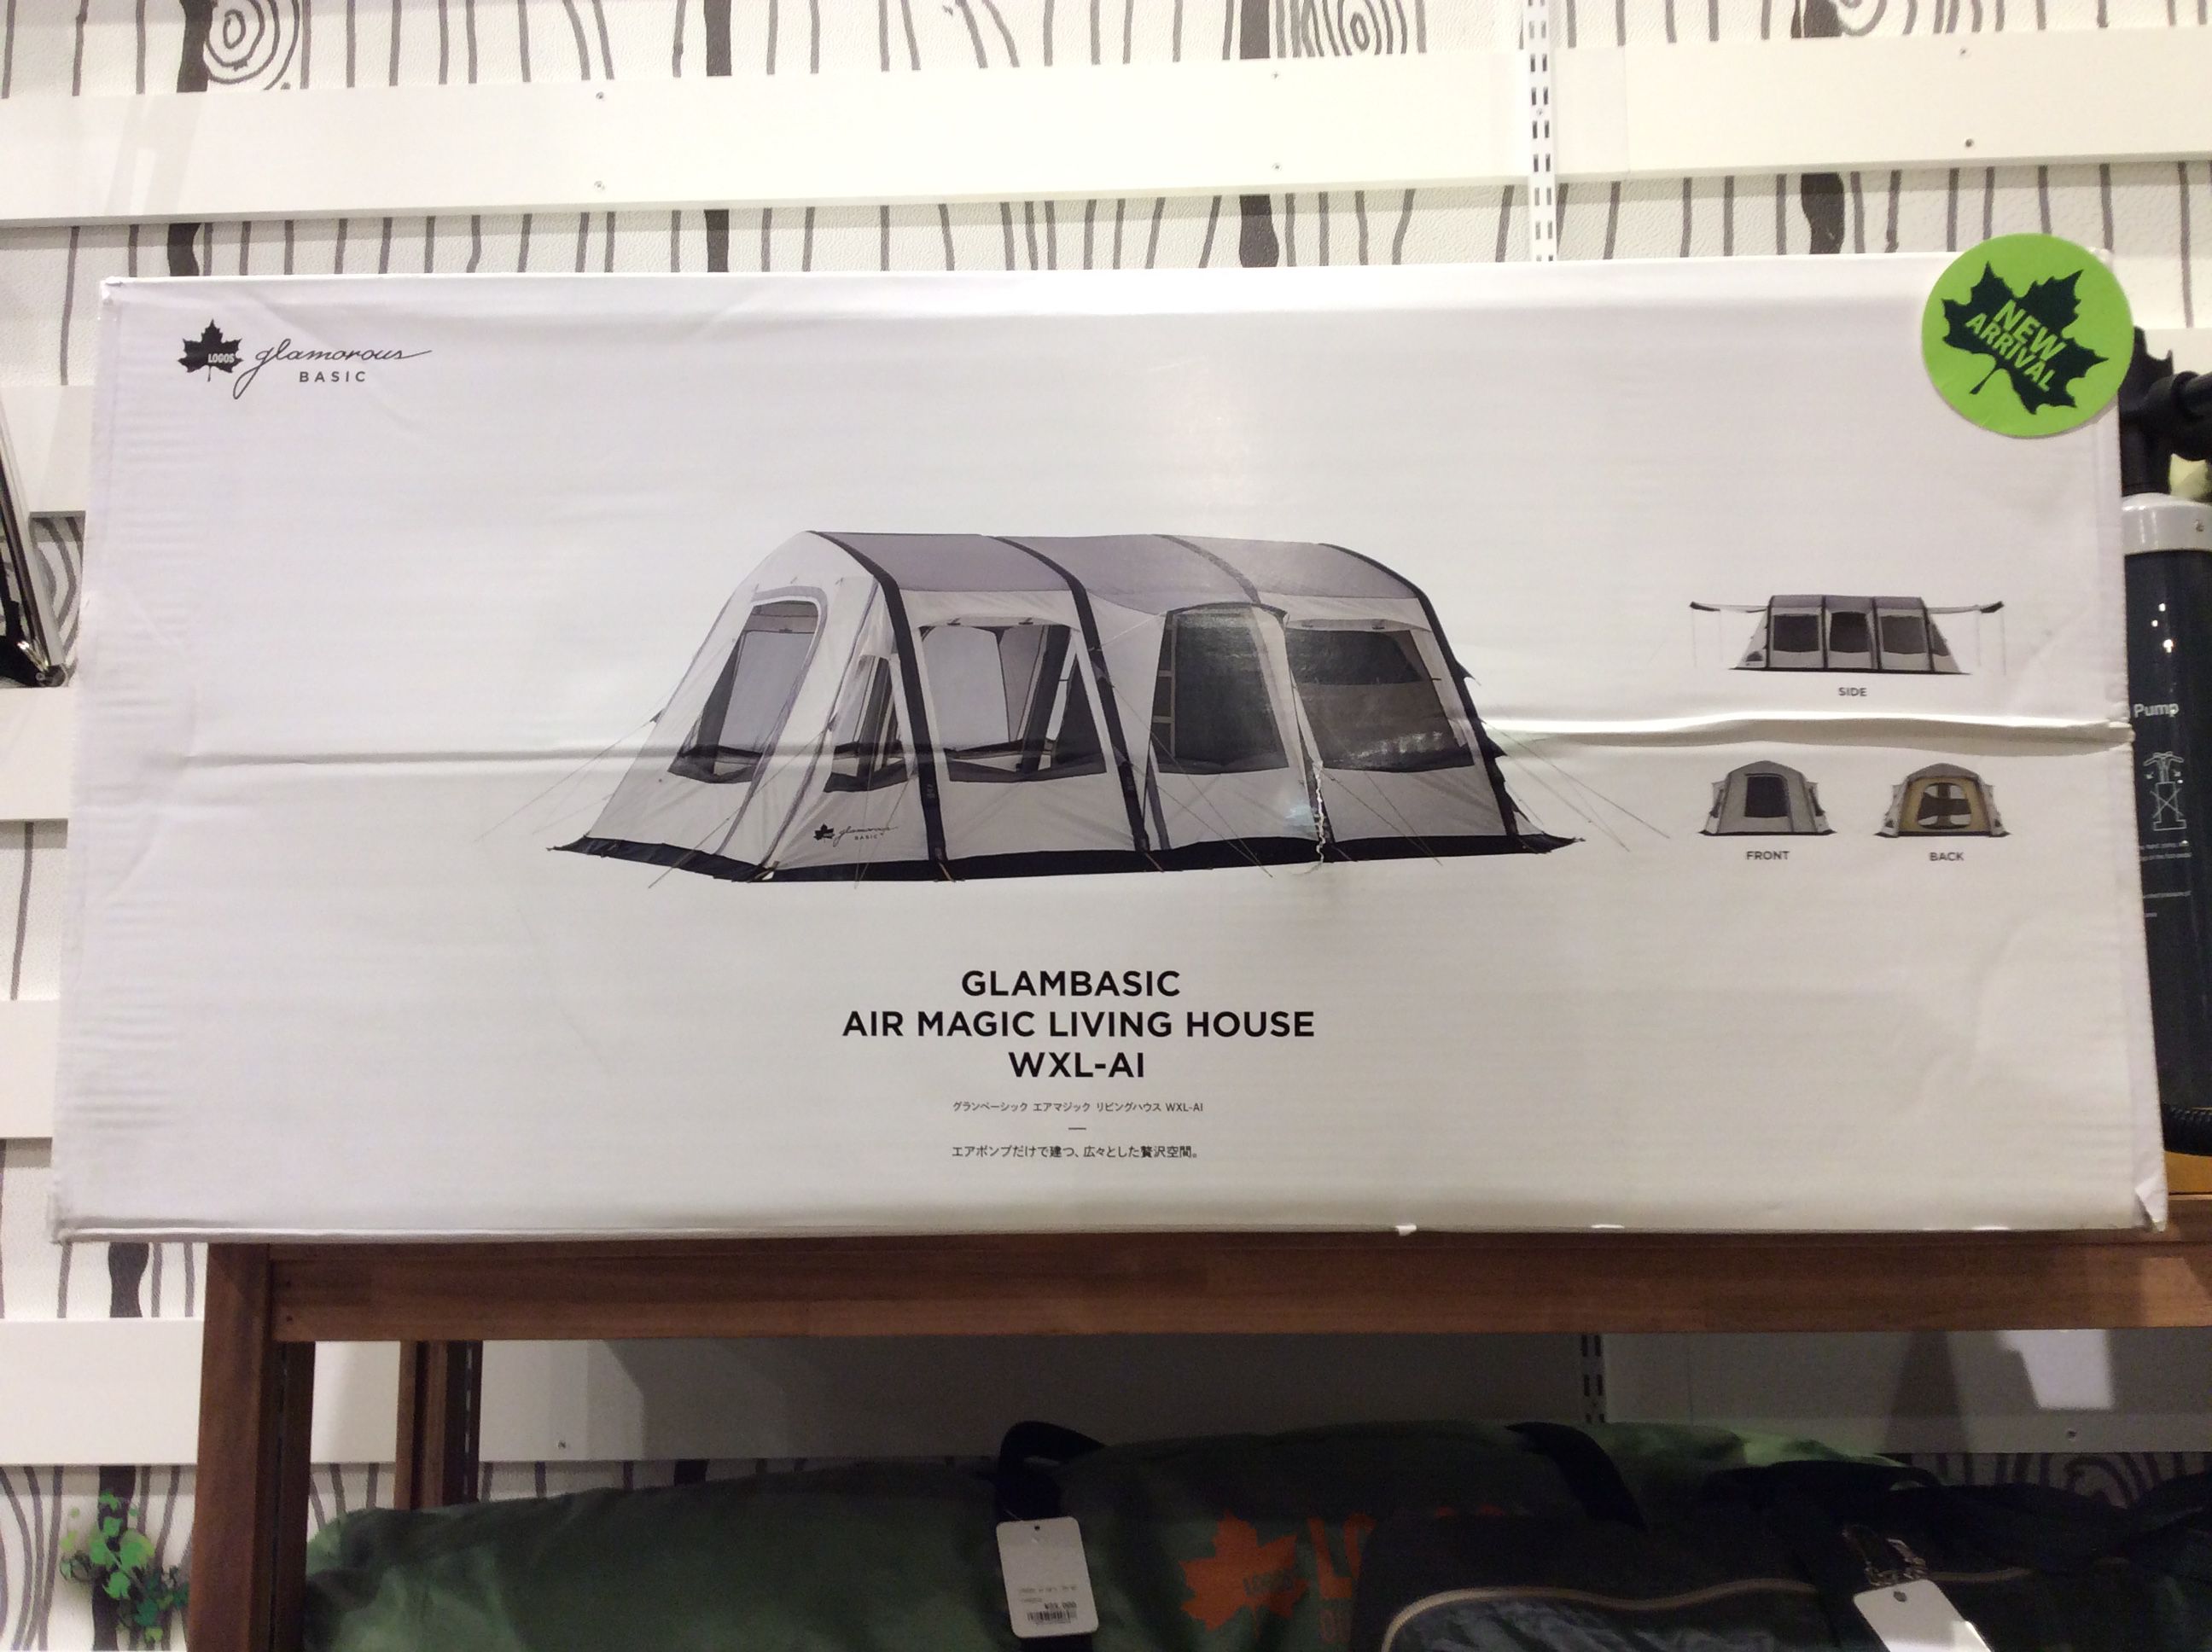 LOGOS
glamorous
BASIC
NEW
ARRIVAL
glamorous
BASIC
SIDE
FRONT
BACK
Pump
GLAMBASIC
AIR MAGIC LIVING HOUSE
WXL-AI
グランベーシック エアマジック リビングハウス WXL-AI
エアポンプだけで建つ、広々とした贅沢空間。
LOGOS